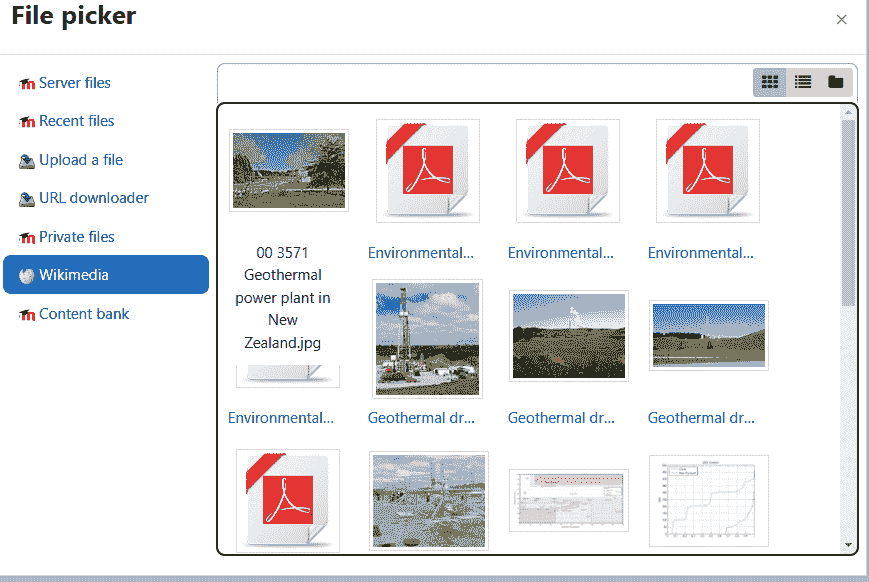 File picker
×
Server files
Recent files
Upload a file
URL downloader
Private files
Wikimedia
Content bank
00 3571
Geothermal
power plant in
New
Zealand.jpg
Environmental...
Environmental...
Environmental...
Environmental...
Geothermal dr...
Geothermal dr...
Geothermal dr...